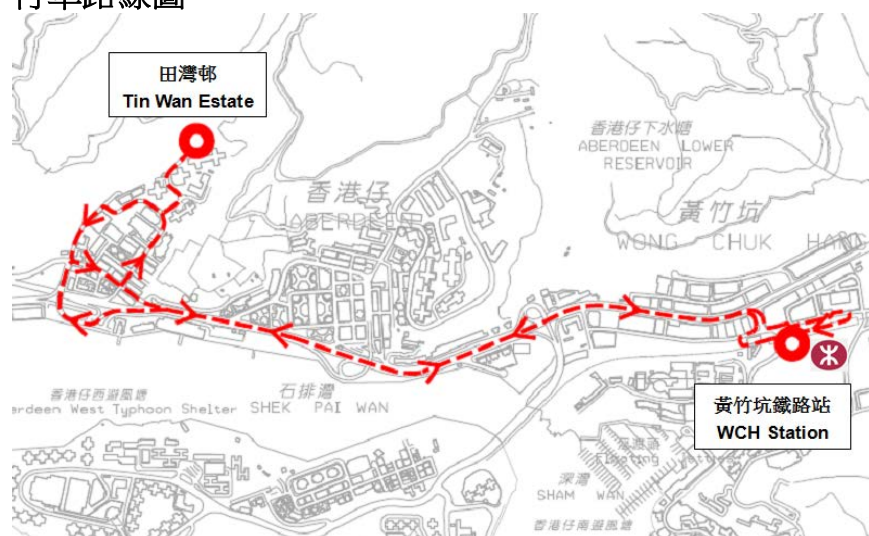 行車路線圖
田灣邨
Tin Wan Estate
香港仔下水塘
ABERDEEN LOWER
RESERVOIR
香港仔
ABERDEEN
黃竹坑
WONG CHUK HANG
香港仔西避風塘
erdeen West Typhoon Shelter
石排灣
SHEK PAI WAN
黃竹坑鐵路站
WCH Station
深灣
SHAM WAN
香港仔南避風塘